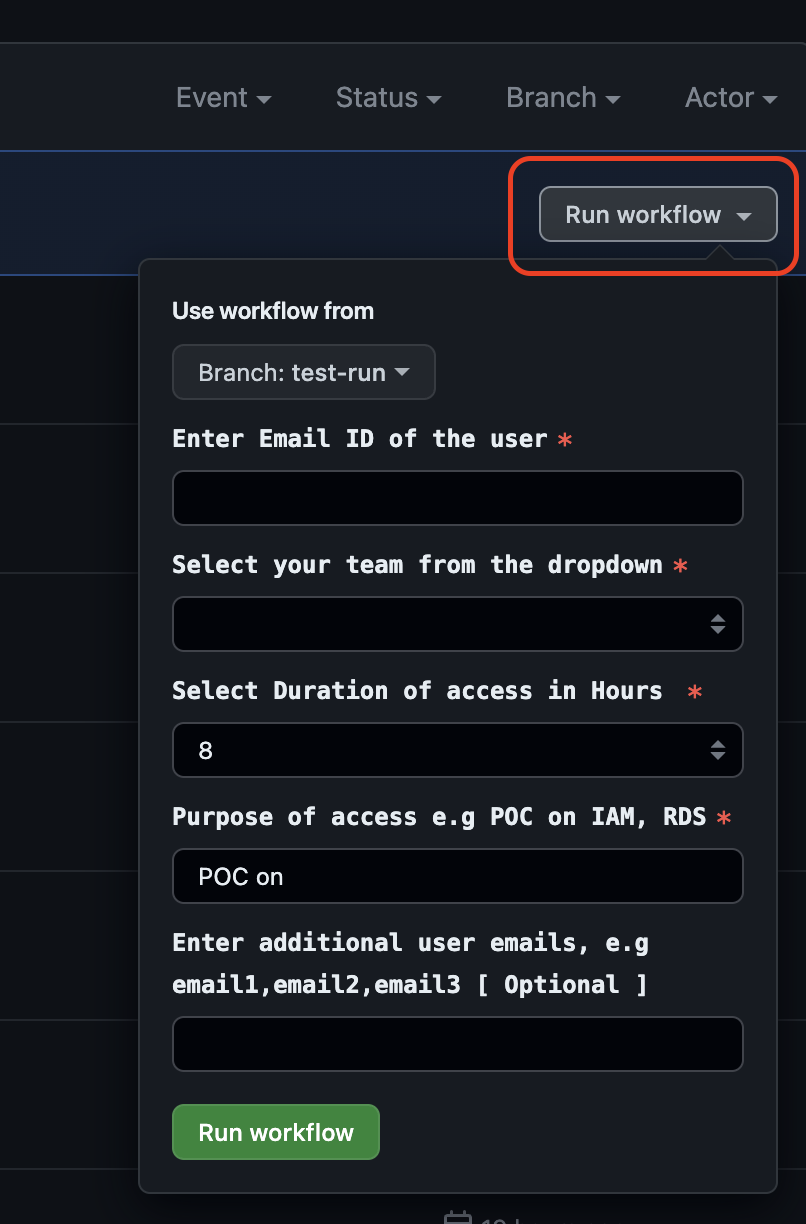 Event Status Branch Actor
Run workflow
Use workflow from
Branch: test-run
Enter Email ID of the user *
Select your team from the dropdown *
Select Duration of access in Hours *
8
Purpose of access e.g POC on IAM, RDS *
POC on
Enter additional user emails, e.g
email1,email2,email3 [ Optional ]
Run workflow